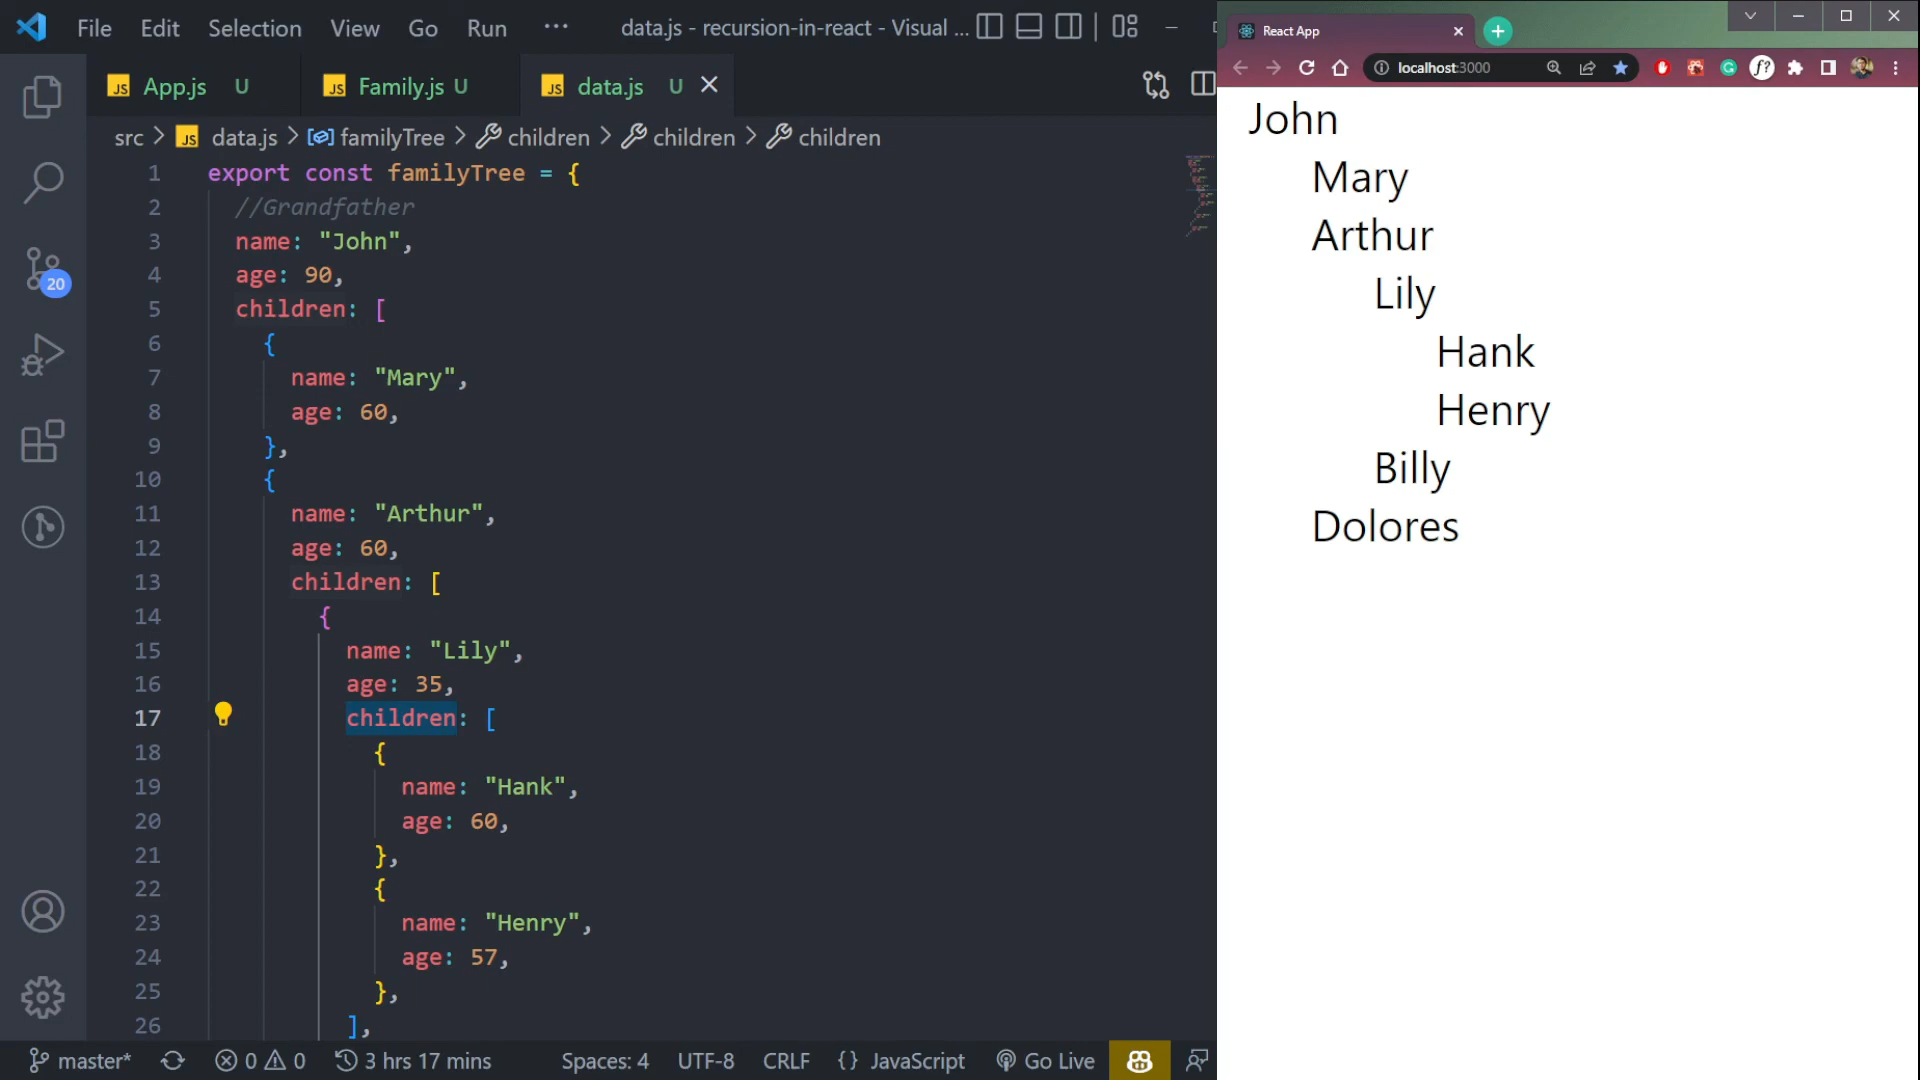 File Edit Selection View Go Run ··· data.js - recursion-in-react - Visual ...
JS App.js U JS Family.js U JS data.js U
src > JS data.js > familyTree > children > children > children
1 export const familyTree = {
2 //Grandfather
3 name: "John",
4 age: 90,
5 children: [
6 {
7 name: "Mary",
8 age: 60,
9 },
10 {
11 name: "Arthur",
12 age: 60,
13 children: [
14 {
15 name: "Lily",
16 age: 35,
17 children: [
18 {
19 name: "Hank",
20 age: 60,
21 },
22 {
23 name: "Henry",
24 age: 57,
25 },
26 ],
20
master* 0 0 3 hrs 17 mins Spaces: 4 UTF-8 CRLF {} JavaScript Go Live
React App
localhost:3000 f?
John
Mary
Arthur
Lily
Hank
Henry
Billy
Dolores